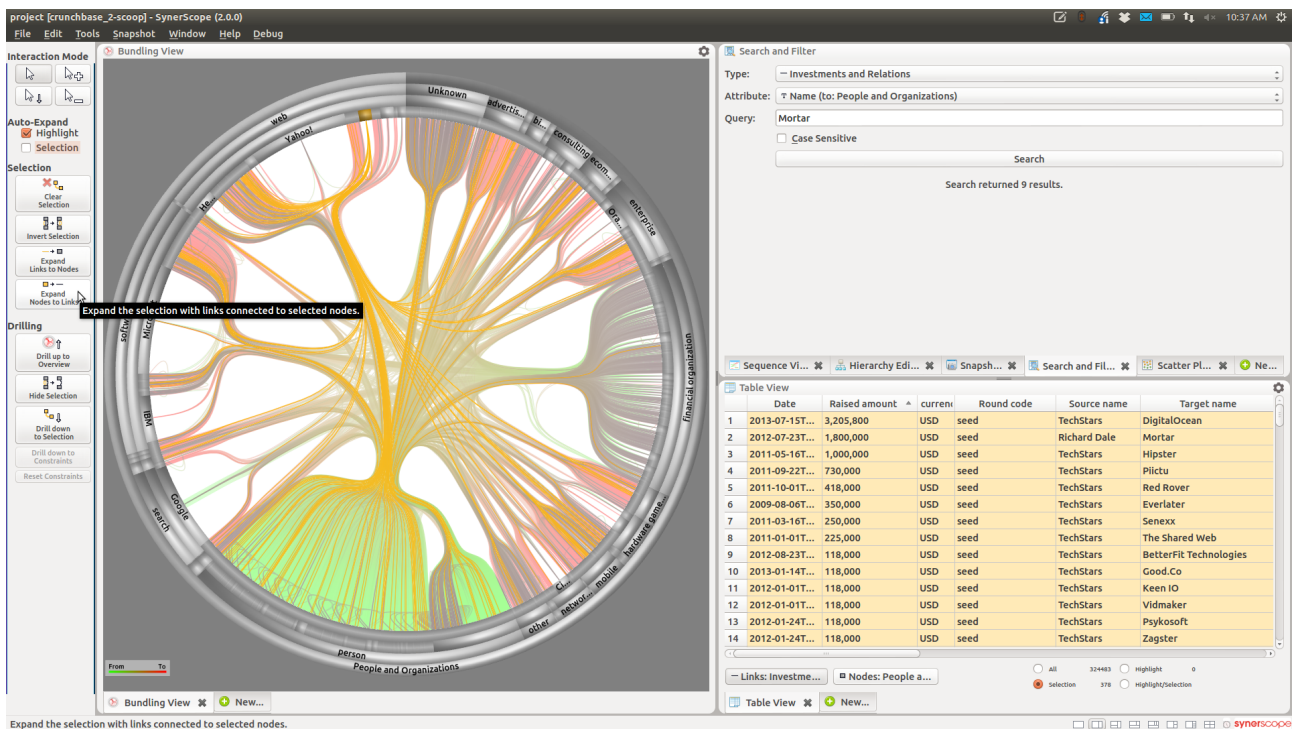 project [crunchbase_2-scoop] - SynerScope (2.0.0)
10:37 AM
File Edit Tools Snapshot Window Help Debug
Interaction Mode
Auto-Expand
Highlight
Selection
Selection
Clear
Selection
Invert Selection
Expand
Links to Nodes
Expand
Nodes to Links
Expand the selection with links connected to selected nodes.
Drilling
Drill up to
Overview
Hide Selection
Drill down
to Selection
Drill down to
Constraints
Reset Constraints
Bundling View
Unknown
advertis...
bi...
consulting
ecom...
Ora...
enterprise
financial organization
hardware
game...
Ci...
mobile
networ...
other
person
People and Organizations
search
Google
IBM
softw
Micro
He...
Yahoo!
web
From To
Bundling View New...
Search and Filter
Type: Investments and Relations
Attribute: Name (to: People and Organizations)
Query: Mortar
Case Sensitive
Search
Search returned 9 results.
Sequence Vi... Hierarchy Edi... Snapsh... Search and Fil... Scatter Pl... Ne...
Table View
Date Raised amount curren Round code Source name Target name
1 2013-07-15T... 3,205,800 USD seed TechStars DigitalOcean
2 2012-07-23T... 1,800,000 USD seed Richard Dale Mortar
3 2011-05-16T... 1,000,000 USD seed TechStars Hipster
4 2011-09-22T... 730,000 USD seed TechStars Piictu
5 2011-10-01T... 418,000 USD seed TechStars Red Rover
6 2009-08-06T... 350,000 USD seed TechStars Everlater
7 2011-03-16T... 250,000 USD seed TechStars Senexx
8 2011-01-01T... 225,000 USD seed TechStars The Shared Web
9 2012-08-23T... 118,000 USD seed TechStars BetterFit Technologies
10 2013-01-14T... 118,000 USD seed TechStars Good.Co
11 2012-01-01T... 118,000 USD seed TechStars Keen IO
12 2012-01-01T... 118,000 USD seed TechStars Vidmaker
13 2012-01-24T... 118,000 USD seed TechStars Psykosoft
14 2012-01-24T... 118,000 USD seed TechStars Zagster
Links: Investme... Nodes: People a...
All 324483 Highlight 0
Selection 378 Highlight/Selection
Table View New...
Expand the selection with links connected to selected nodes.
synerscope